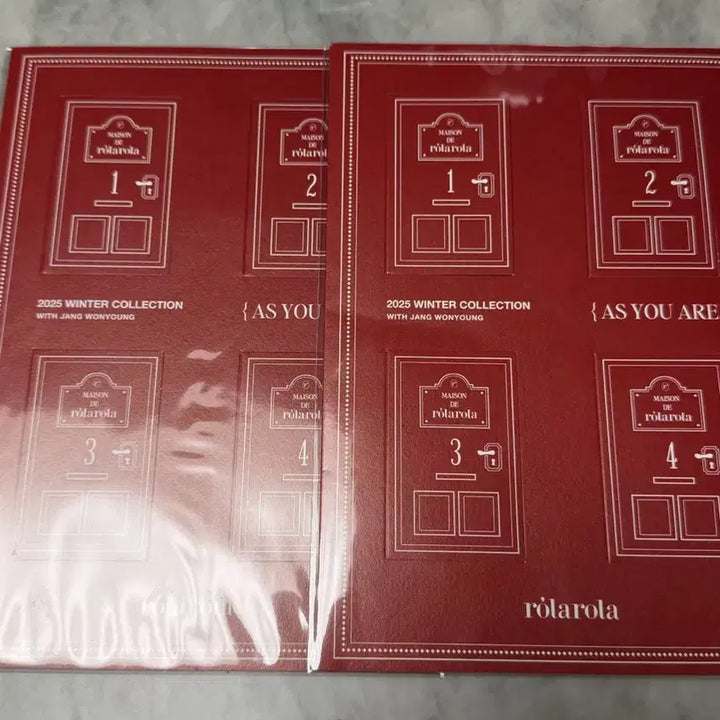 MAISON
DE
rólarola
1
MAISON
DE
rólarol
2
2025 WINTER COLLECTION
WITH JANG WONYOUNG
{ AS YOU
MAISON
DE
rólarola
3
MAISON
DE
rólarol
4
rólarola
MAISON
DE
rólarola
1
MAISON
DE
rólarola
2
2025 WINTER COLLECTION
WITH JANG WONYOUNG
{ AS YOU ARE
MAISON
DE
rólarola
3
MAISON
DE
rólarola
4
rólarola